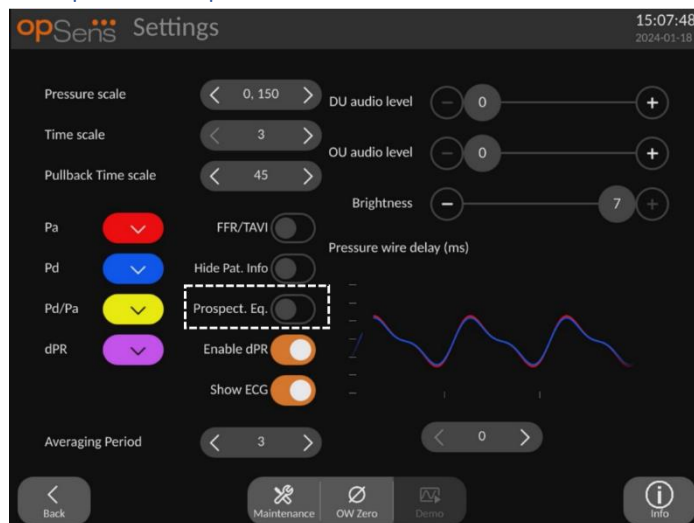 opSens Settings
15:07:48
2024-01-18
Pressure scale 0, 150
Time scale 3
Pullback Time scale 45
DU audio level 0
OU audio level 0
Brightness 7
Pa
Pd
Pd/Pa
dPR
FFR/TAVI
Hide Pat. Info
Prospect. Eq.
Enable dPR
Show ECG
Pressure wire delay (ms)
Averaging Period 3
0
Back
Maintenance
OW Zero
Demo
Info